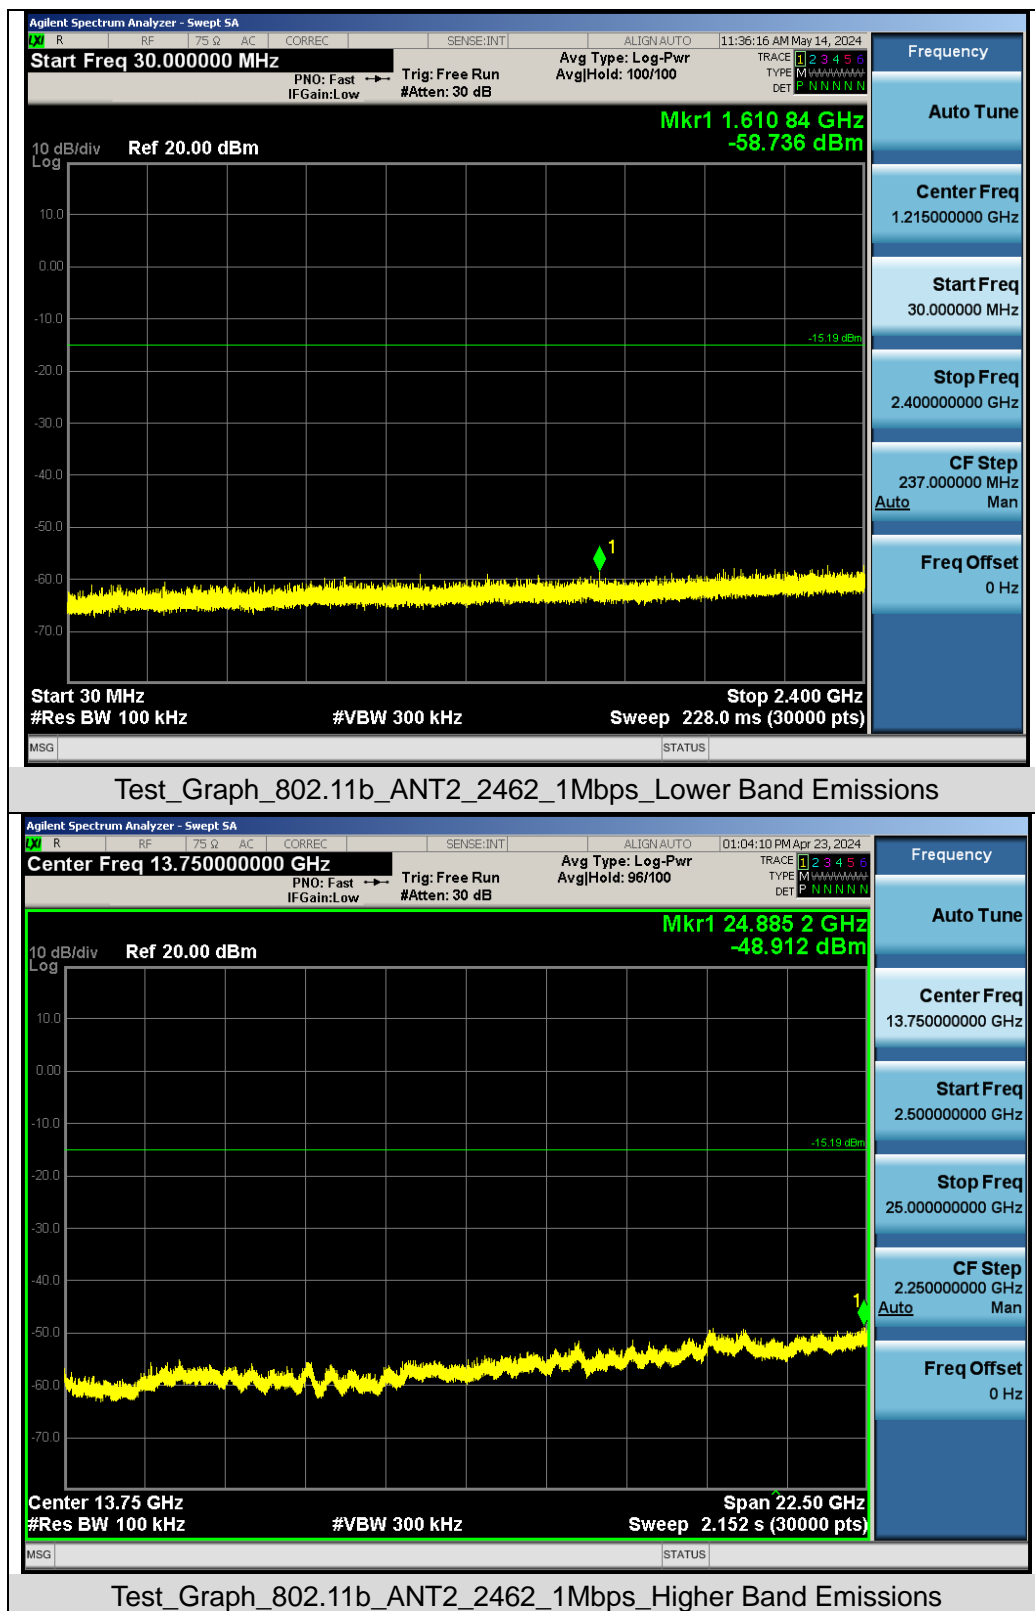 Agilent Spectrum Analyzer - Swept SA
LXI R RF 75 Ω AC CORREC SENSE:INT ALIGN AUTO 11:36:16 AM May 14, 2024
Start Freq 30.000000 MHz
PNO: Fast
IFGain:Low
Trig: Free Run
#Atten: 30 dB
Avg Type: Log-Pwr
Avg|Hold: 100/100
TRACE 1 2 3 4 5 6
TYPE M
DET P N N N N N
Frequency
Mkr1 1.610 84 GHz
-58.736 dBm
10 dB/div Ref 20.00 dBm
Log
10.0
0.00
-10.0
-15.19 dBm
-20.0
-30.0
-40.0
-50.0
1
-60.0
-70.0
Start 30 MHz Stop 2.400 GHz
#Res BW 100 kHz #VBW 300 kHz Sweep 228.0 ms (30000 pts)
MSG STATUS
Auto Tune
Center Freq
1.215000000 GHz
Start Freq
30.000000 MHz
Stop Freq
2.400000000 GHz
CF Step
237.000000 MHz
Auto Man
Freq Offset
0 Hz
Test_Graph_802.11b_ANT2_2462_1Mbps_Lower Band Emissions
Agilent Spectrum Analyzer - Swept SA
LXI R RF 75 Ω AC CORREC SENSE:INT ALIGN AUTO 01:04:10 PM Apr 23, 2024
Center Freq 13.750000000 GHz
PNO: Fast
IFGain:Low
Trig: Free Run
#Atten: 30 dB
Avg Type: Log-Pwr
Avg|Hold: 96/100
TRACE 1 2 3 4 5 6
TYPE M
DET P N N N N N
Frequency
Mkr1 24.885 2 GHz
-48.912 dBm
10 dB/div Ref 20.00 dBm
Log
10.0
0.00
-10.0
-15.19 dBm
-20.0
-30.0
-40.0
1
-50.0
-60.0
-70.0
Center 13.75 GHz Span 22.50 GHz
#Res BW 100 kHz #VBW 300 kHz Sweep 2.152 s (30000 pts)
MSG STATUS
Auto Tune
Center Freq
13.750000000 GHz
Start Freq
2.500000000 GHz
Stop Freq
25.000000000 GHz
CF Step
2.250000000 GHz
Auto Man
Freq Offset
0 Hz
Test_Graph_802.11b_ANT2_2462_1Mbps_Higher Band Emissions